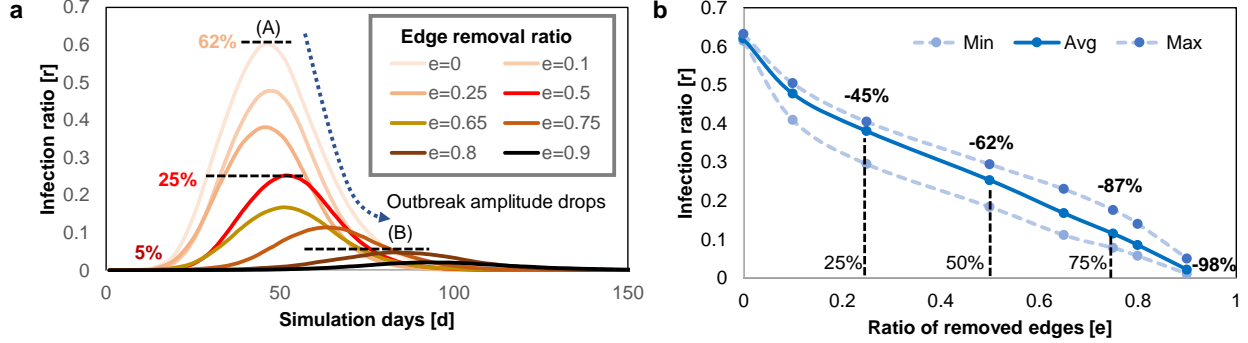 a
Infection ratio [r]
0.7
0.6
0.5
0.4
0.3
0.2
0.1
0
62%
(A)
25%
5%
(B)
Edge removal ratio
e=0 e=0.1
e=0.25 e=0.5
e=0.65 e=0.75
e=0.8 e=0.9
Outbreak amplitude drops
0 50 100 150
Simulation days [d]
b
Infection ratio [r]
0.7
0.6
0.5
0.4
0.3
0.2
0.1
0
Min Avg Max
-45%
-62%
-87%
-98%
25% 50% 75%
0 0.2 0.4 0.6 0.8 1
Ratio of removed edges [e]